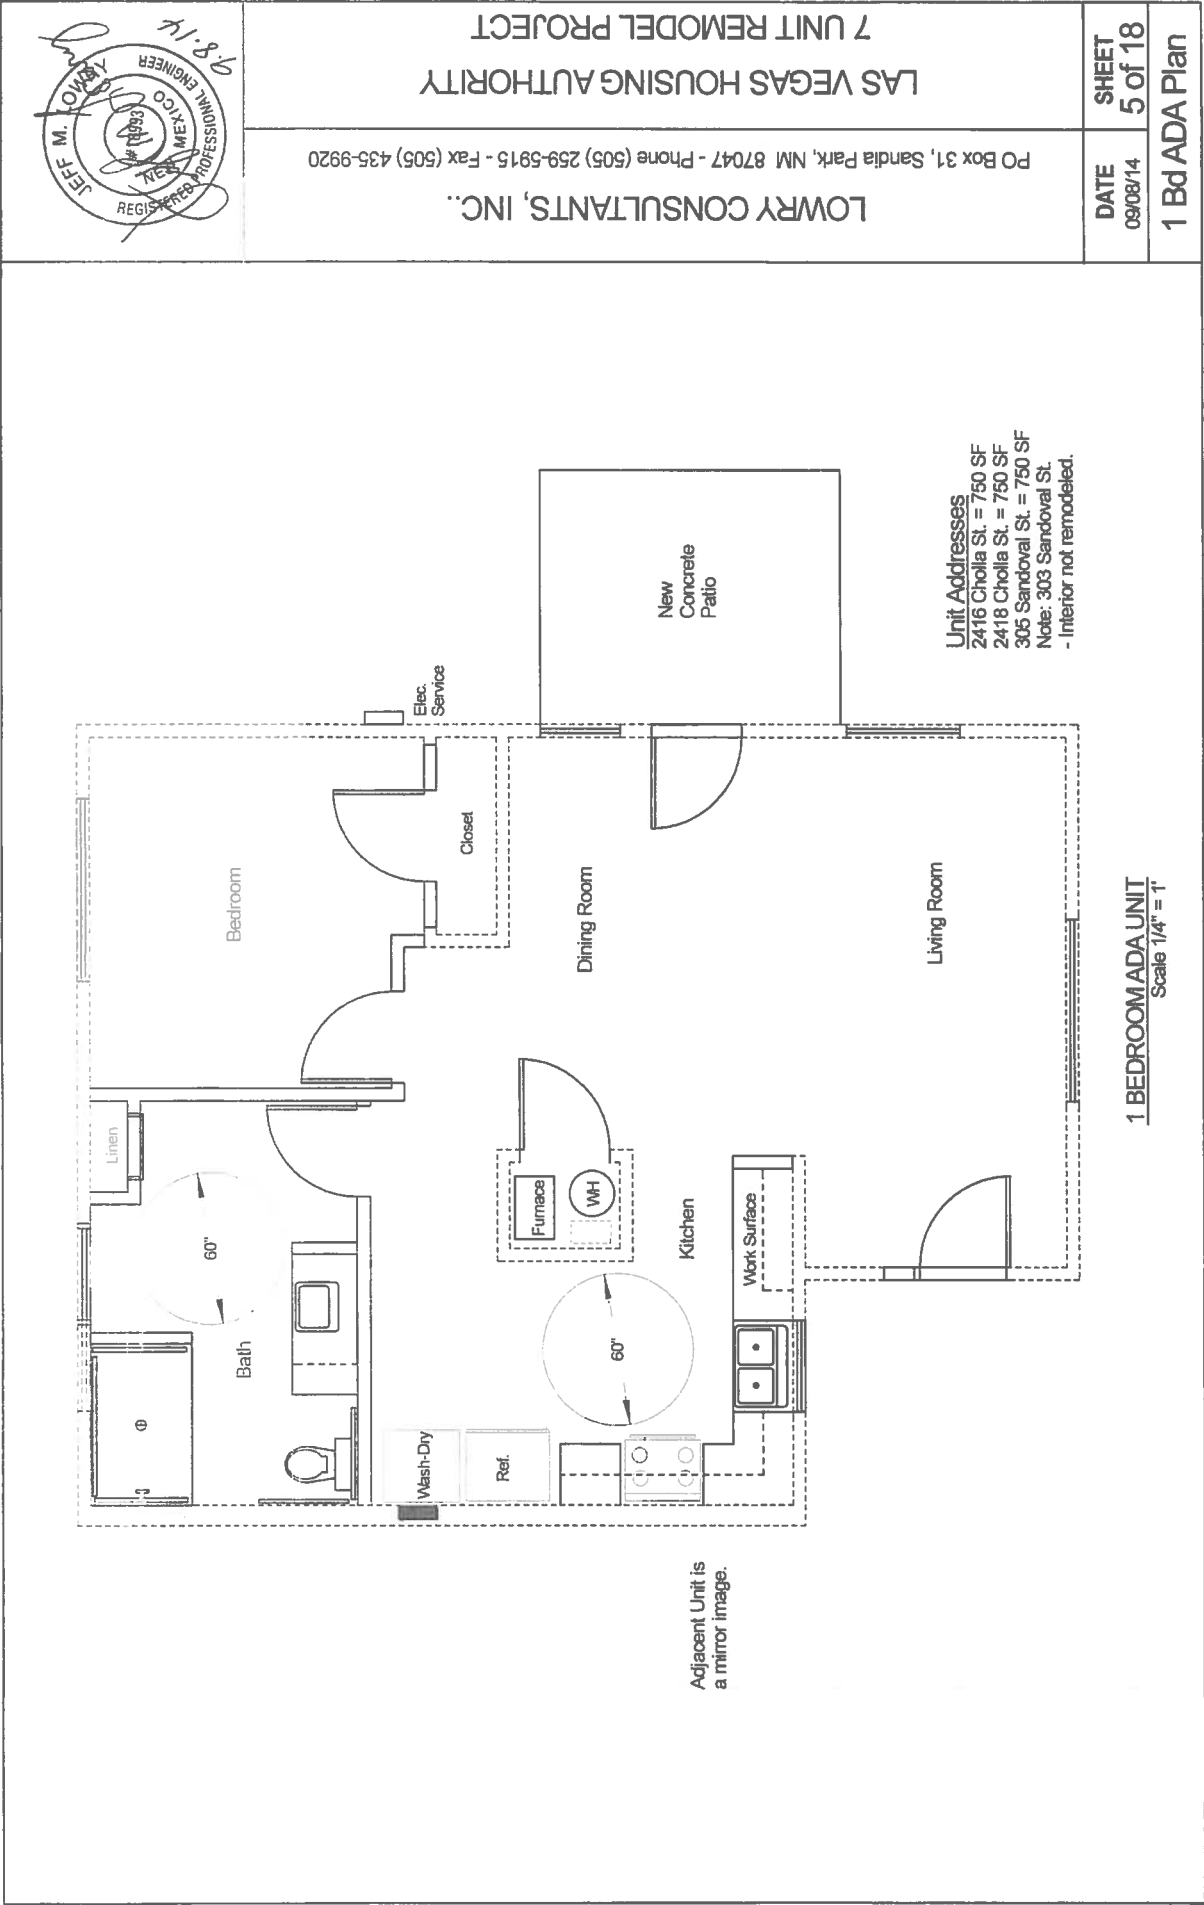 7 UNIT REMODEL PROJECT
LAS VEGAS HOUSING AUTHORITY
PO Box 31, Sandia Park, NM 87047 - Phone (505) 259-5915 - Fax (505) 435-9920
LOWRY CONSULTANTS, INC..
JEFF M. LOWRY
REGISTERED PROFESSIONAL ENGINEER
NEW MEXICO
#18993
9.8.14
DATE
09/08/14
SHEET
5 of 18
1 Bd ADA Plan
Linen
Bedroom
60"
Bath
Elec.
Service
Closet
Wash-Dry
Ref.
Furnace
WH
Dining Room
60"
Kitchen
New
Concrete
Patio
Work Surface
Living Room
Adjacent Unit is
a mirror image.
Unit Addresses
2416 Cholla St. = 750 SF
2418 Cholla St. = 750 SF
305 Sandoval St. = 750 SF
Note: 303 Sandoval St.
- Interior not remodeled.
1 BEDROOM ADA UNIT
Scale 1/4" = 1'